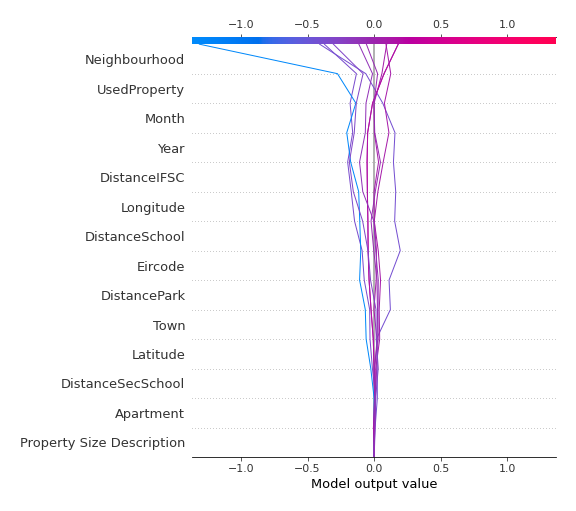 −1.0 −0.5 0.0 0.5 1.0
Neighbourhood
UsedProperty
Month
Year
DistanceIFSC
Longitude
DistanceSchool
Eircode
DistancePark
Town
Latitude
DistanceSecSchool
Apartment
Property Size Description
−1.0 −0.5 0.0 0.5 1.0
Model output value